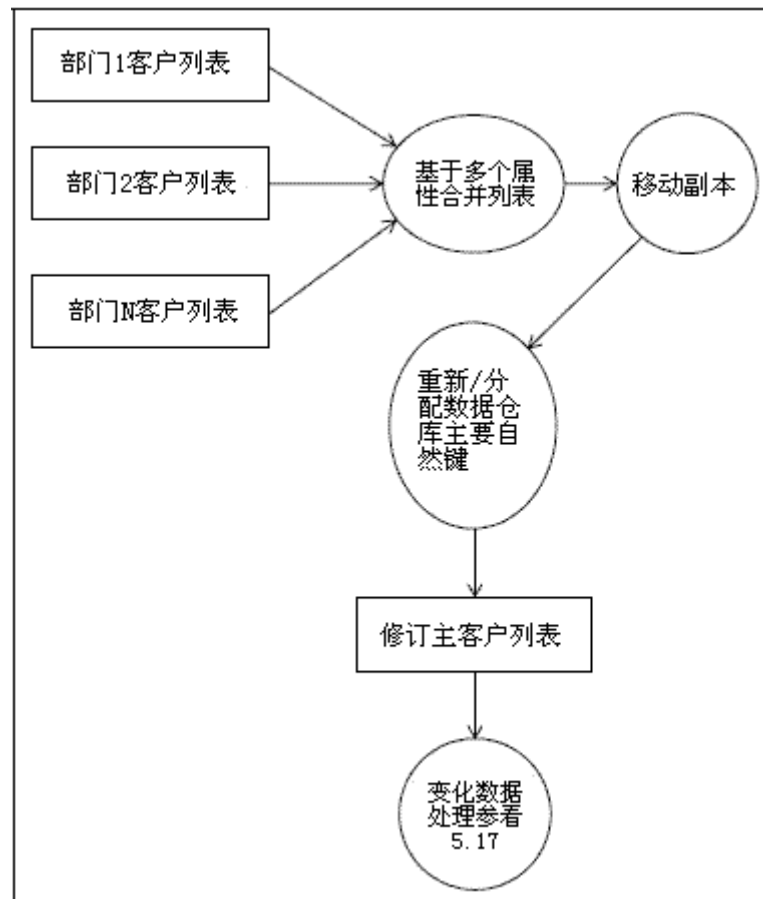 部门1客户列表
部门2客户列表
部门N客户列表
基于多个属
性合并列表
移动副本
重新/分
配数据仓
库主要自
然键
修订主客户列表
变化数据
处理参看
5.17